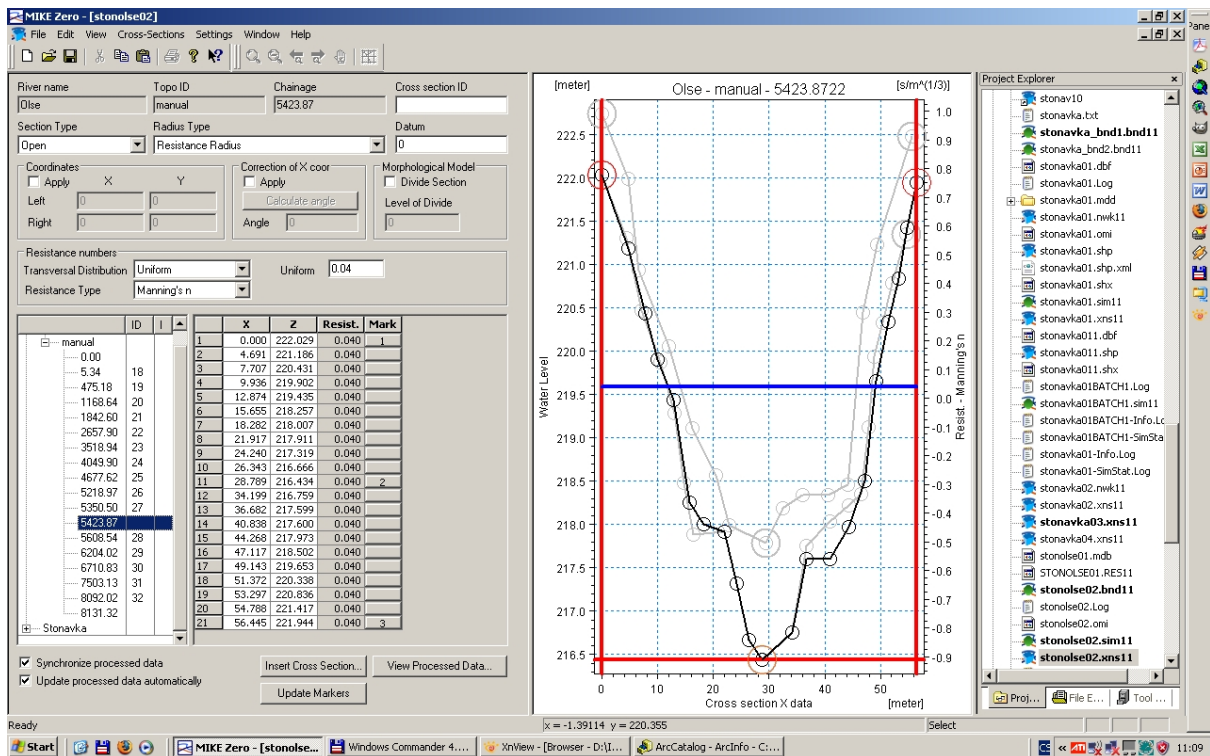 MIKE Zero - [stonolse02]
File Edit View Cross-Sections Settings Window Help
River name Topo ID Chainage Cross section ID
Olse manual 5423.87
Section Type Radius Type Datum
Open Resistance Radius 0
Coordinates Correction of X coor Morphological Model
Apply X Y Apply Divide Section
Left 0 0 Calculate angle Level of Divide
Right 0 0 Angle 0 0
Resistance numbers
Transversal Distribution Uniform Uniform 0.04
Resistance Type Manning's n
ID I
manual
0.00
5.34 18
475.18 19
1168.64 20
1842.60 21
2657.90 22
3518.94 23
4049.90 24
4677.62 25
5218.97 26
5350.50 27
5423.87
5608.54 28
6204.02 29
6710.83 30
7503.13 31
8092.02 32
8131.32
Stonavka
X Z Resist. Mark
1 0.000 222.029 0.040 1
2 4.691 221.186 0.040
3 7.707 220.431 0.040
4 9.936 219.902 0.040
5 12.874 219.435 0.040
6 15.655 218.257 0.040
7 18.282 218.007 0.040
8 21.917 217.911 0.040
9 24.240 217.319 0.040
10 26.343 216.666 0.040
11 28.789 216.434 0.040 2
12 34.199 216.759 0.040
13 36.682 217.599 0.040
14 40.838 217.600 0.040
15 44.268 217.973 0.040
16 47.117 218.502 0.040
17 49.143 219.653 0.040
18 51.372 220.338 0.040
19 53.297 220.836 0.040
20 54.788 221.417 0.040
21 56.445 221.944 0.040 3
Synchronize processed data
Update processed data automatically
Insert Cross Section... View Processed Data...
Update Markers
[meter] Olse - manual - 5423.8722 [s/m^(1/3)]
222.5
222.0
221.5
221.0
220.5
220.0
219.5
219.0
218.5
218.0
217.5
217.0
216.5
Water Level
1.0
0.9
0.8
0.7
0.6
0.5
0.4
0.3
0.2
0.1
0.0
-0.1
-0.2
-0.3
-0.4
-0.5
-0.6
-0.7
-0.8
-0.9
Resist. - Manning's n
0 10 20 30 40 50
Cross section X data [meter]
Project Explorer
stonav10
stonavka.txt
stonavka_bnd1.bnd11
stonavka_bnd2.bnd11
stonavka01.dbf
stonavka01.Log
stonavka01.mdd
stonavka01.nwk11
stonavka01.omi
stonavka01.shp
stonavka01.shp.xml
stonavka01.shx
stonavka01.sim11
stonavka01.xns11
stonavka011.dbf
stonavka011.shp
stonavka011.shx
stonavka01BATCH1.Log
stonavka01BATCH1.sim11
stonavka01BATCH1-Info.Lo
stonavka01BATCH1-SimSta
stonavka01-Info.Log
stonavka01-SimStat.Log
stonavka02.nwk11
stonavka02.xns11
stonavka03.xns11
stonavka04.xns11
stonolse01.mdb
STONOLSE01.RES11
stonolse02.bnd11
stonolse02.Log
stonolse02.omi
stonolse02.sim11
stonolse02.xns11
Proj... File E... Tool ...
Pane
Ready x = -1.39114 y = 220.355 Select
Start MIKE Zero - [stonolse... Windows Commander 4.... XnView - [Browser - D:\I... ArcCatalog - ArcInfo - C:... CS « ATI 11:09